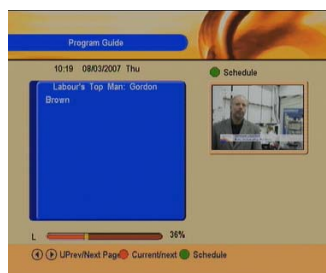 Program Guide
10:19 08/03/2007 Thu
Schedule
Labour's Top Man: Gordon
Brown
L 36%
UPrev/Next Page Current/next Schedule